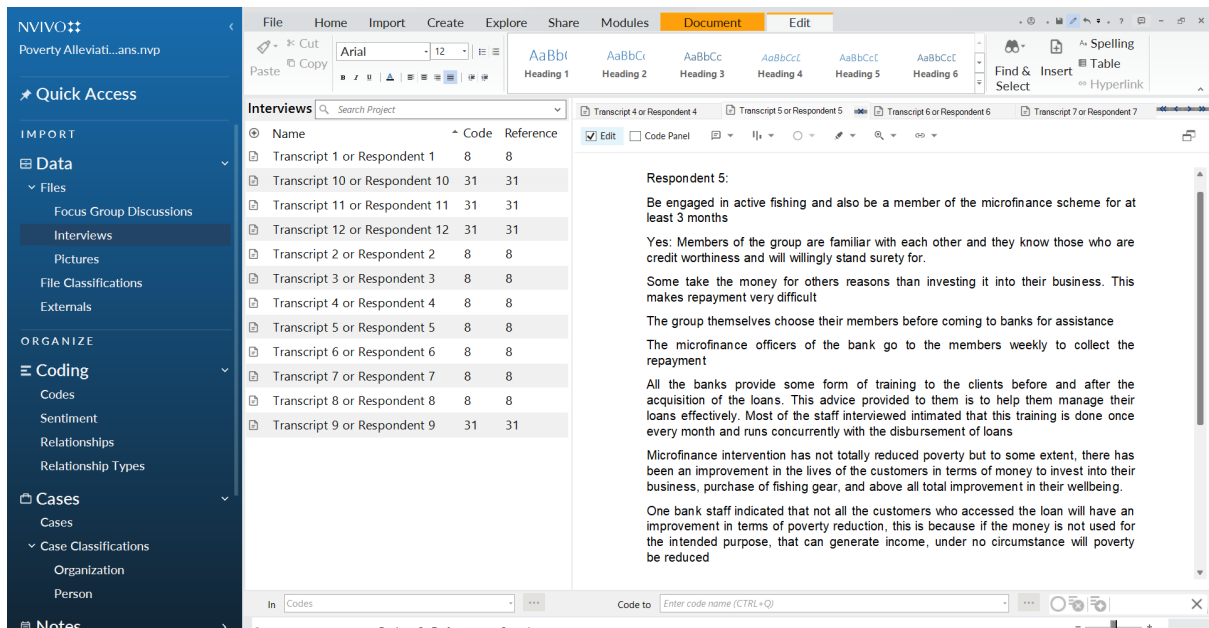 NVIVO
Poverty Alleviati...ans.nvp
Quick Access
IMPORT
Data
Files
Focus Group Discussions
Interviews
Pictures
File Classifications
Externals
ORGANIZE
Coding
Codes
Sentiment
Relationships
Relationship Types
Cases
Cases
Case Classifications
Organization
Person
Notes
File Home Import Create Explore Share Modules Document Edit
Paste
Cut
Copy
Arial 12
B I U A
AaBb( AaBbC( AaBbCc AaBbCcI AaBbCcI AaBbCcI
Heading 1 Heading 2 Heading 3 Heading 4 Heading 5 Heading 6
Find & Select
Insert
Spelling
Table
Hyperlink
Interviews Search Project
Name Code Reference
Transcript 1 or Respondent 1 8 8
Transcript 10 or Respondent 10 31 31
Transcript 11 or Respondent 11 31 31
Transcript 12 or Respondent 12 31 31
Transcript 2 or Respondent 2 8 8
Transcript 3 or Respondent 3 8 8
Transcript 4 or Respondent 4 8 8
Transcript 5 or Respondent 5 8 8
Transcript 6 or Respondent 6 8 8
Transcript 7 or Respondent 7 8 8
Transcript 8 or Respondent 8 8 8
Transcript 9 or Respondent 9 31 31
Transcript 4 or Respondent 4 Transcript 5 or Respondent 5 Transcript 6 or Respondent 6 Transcript 7 or Respondent 7
Edit Code Panel
Respondent 5:
Be engaged in active fishing and also be a member of the microfinance scheme for at
least 3 months
Yes: Members of the group are familiar with each other and they know those who are
credit worthiness and will willingly stand surety for.
Some take the money for others reasons than investing it into their business. This
makes repayment very difficult
The group themselves choose their members before coming to banks for assistance
The microfinance officers of the bank go to the members weekly to collect the
repayment
All the banks provide some form of training to the clients before and after the
acquisition of the loans. This advice provided to them is to help them manage their
loans effectively. Most of the staff interviewed intimated that this training is done once
every month and runs concurrently with the disbursement of loans
Microfinance intervention has not totally reduced poverty but to some extent, there has
been an improvement in the lives of the customers in terms of money to invest into their
business, purchase of fishing gear, and above all total improvement in their wellbeing.
One bank staff indicated that not all the customers who accessed the loan will have an
improvement in terms of poverty reduction, this is because if the money is not used for
the intended purpose, that can generate income, under no circumstance will poverty
be reduced
In Codes ... Code to Enter code name (CTRL+Q) ...